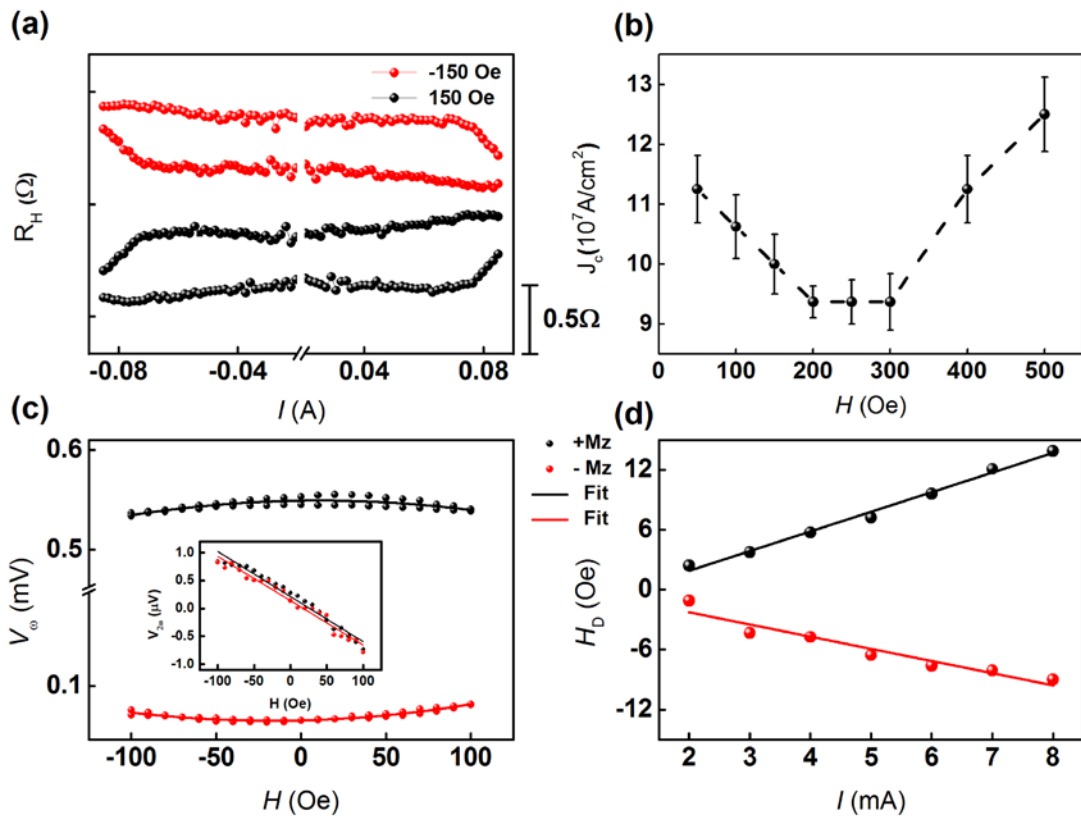 (a)
-150 Oe
150 Oe
R_H (Ω)
0.5Ω
-0.08 -0.04 0.04 0.08
I (A)
(b)
13
12
11
10
9
J_c(10^7A/cm^2)
0 100 200 300 400 500
H (Oe)
(c)
0.6
0.5
0.1
V_ω (mV)
1.0
0.5
0.0
-0.5
-1.0
V_2ω (μV)
-100 -50 0 50 100
H (Oe)
-100 -50 0 50 100
H (Oe)
+Mz
- Mz
Fit
Fit
(d)
12
6
0
-6
-12
H_D (Oe)
2 3 4 5 6 7 8
I (mA)